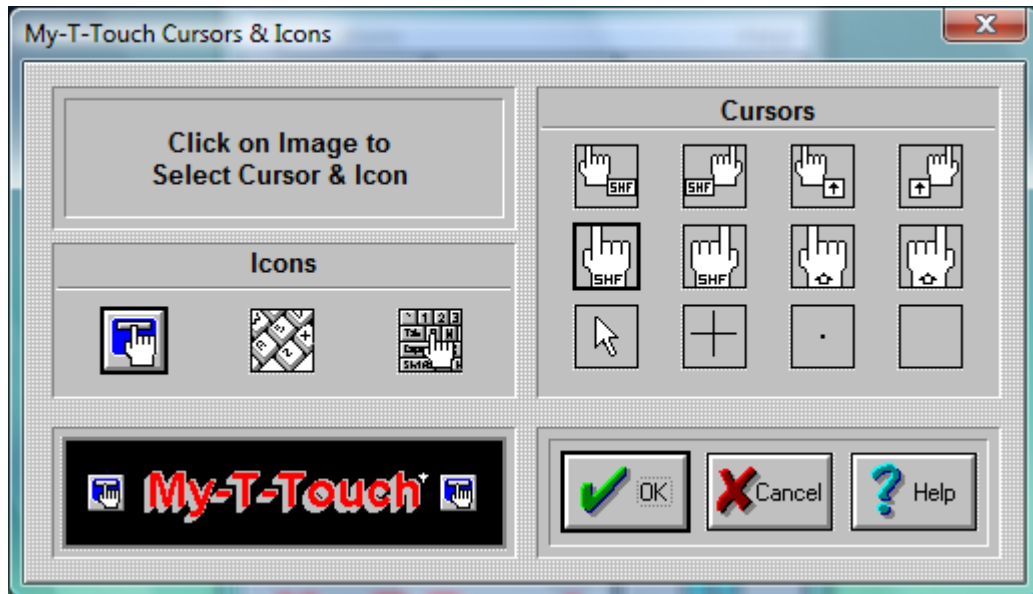 My-T-Touch Cursors & Icons
Click on Image to
Select Cursor & Icon
Icons
Cursors
SHF
SHF
SHF
SHF
My-T-Touch
OK
Cancel
Help